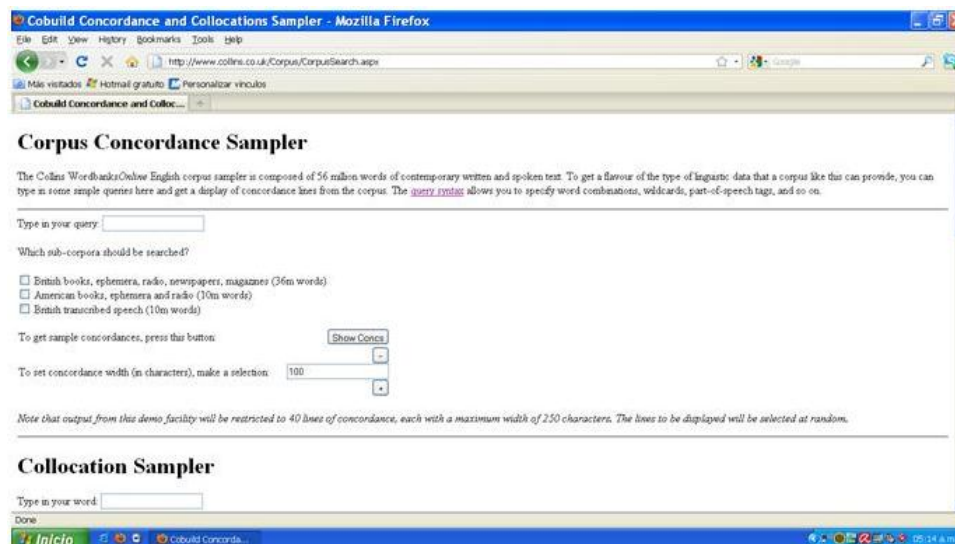 Cobuild Concordance and Collocations Sampler - Mozilla Firefox
File Edit View History Bookmarks Tools Help
http://www.collins.co.uk/Corpus/CorpusSearch.aspx
Google
Más visitados Hotmail gratuito Personalizar vínculos
Cobuild Concordance and Colloc...
Corpus Concordance Sampler
The Collins WordbanksOnline English corpus sampler is composed of 56 million words of contemporary written and spoken text. To get a flavour of the type of linguistic data that a corpus like this can provide, you can
type in some simple queries here and get a display of concordance lines from the corpus. The query syntax allows you to specify word combinations, wildcards, part-of-speech tags, and so on.
Type in your query:
Which sub-corpora should be searched?
British books, ephemera, radio, newspapers, magazines (36m words)
American books, ephemera and radio (10m words)
British transcribed speech (10m words)
To get sample concordances, press this button: Show Concs
-
To set concordance width (in characters), make a selection: 100
+
Note that output from this demo facility will be restricted to 40 lines of concordance, each with a maximum width of 250 characters. The lines to be displayed will be selected at random.
Collocation Sampler
Type in your word:
Done
Inicio Cobuild Concorda... 05:14 a.m.